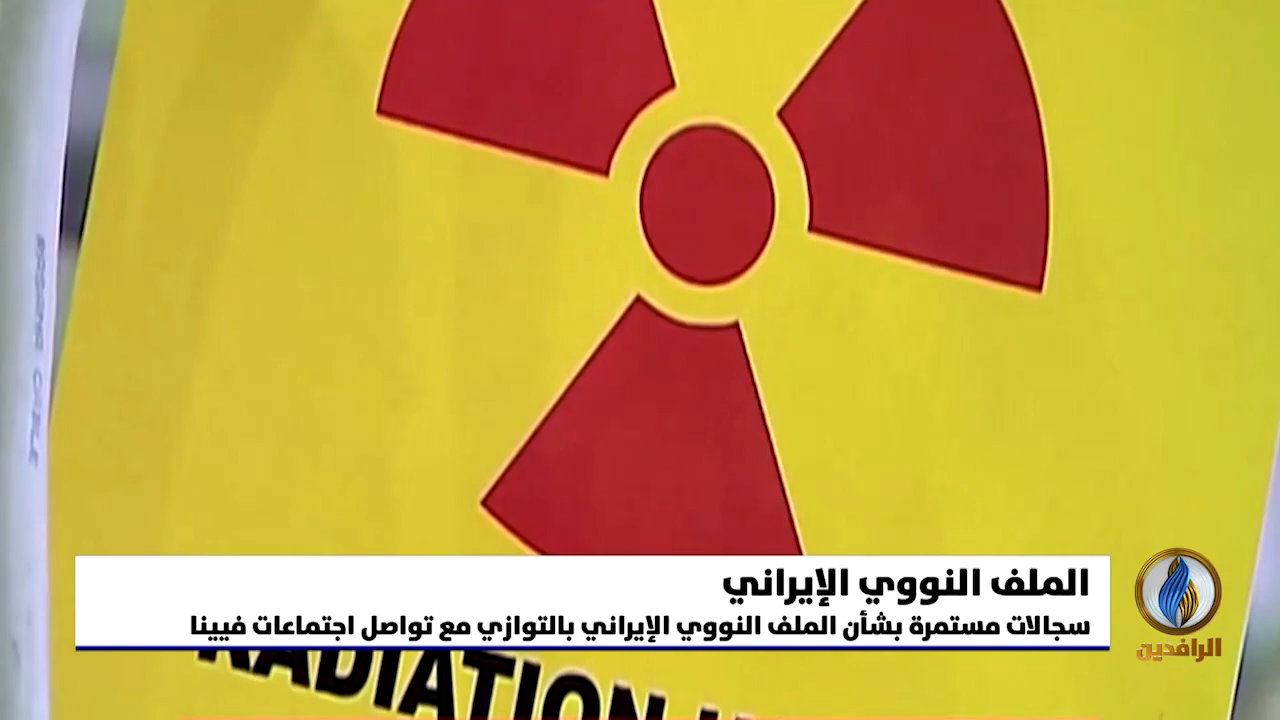 الملف النووي الإيراني
سجالات مستمرة بشأن الملف النووي الإيراني بالتوازي مع تواصل اجتماعات فيينا
الرافدين
RADIATION